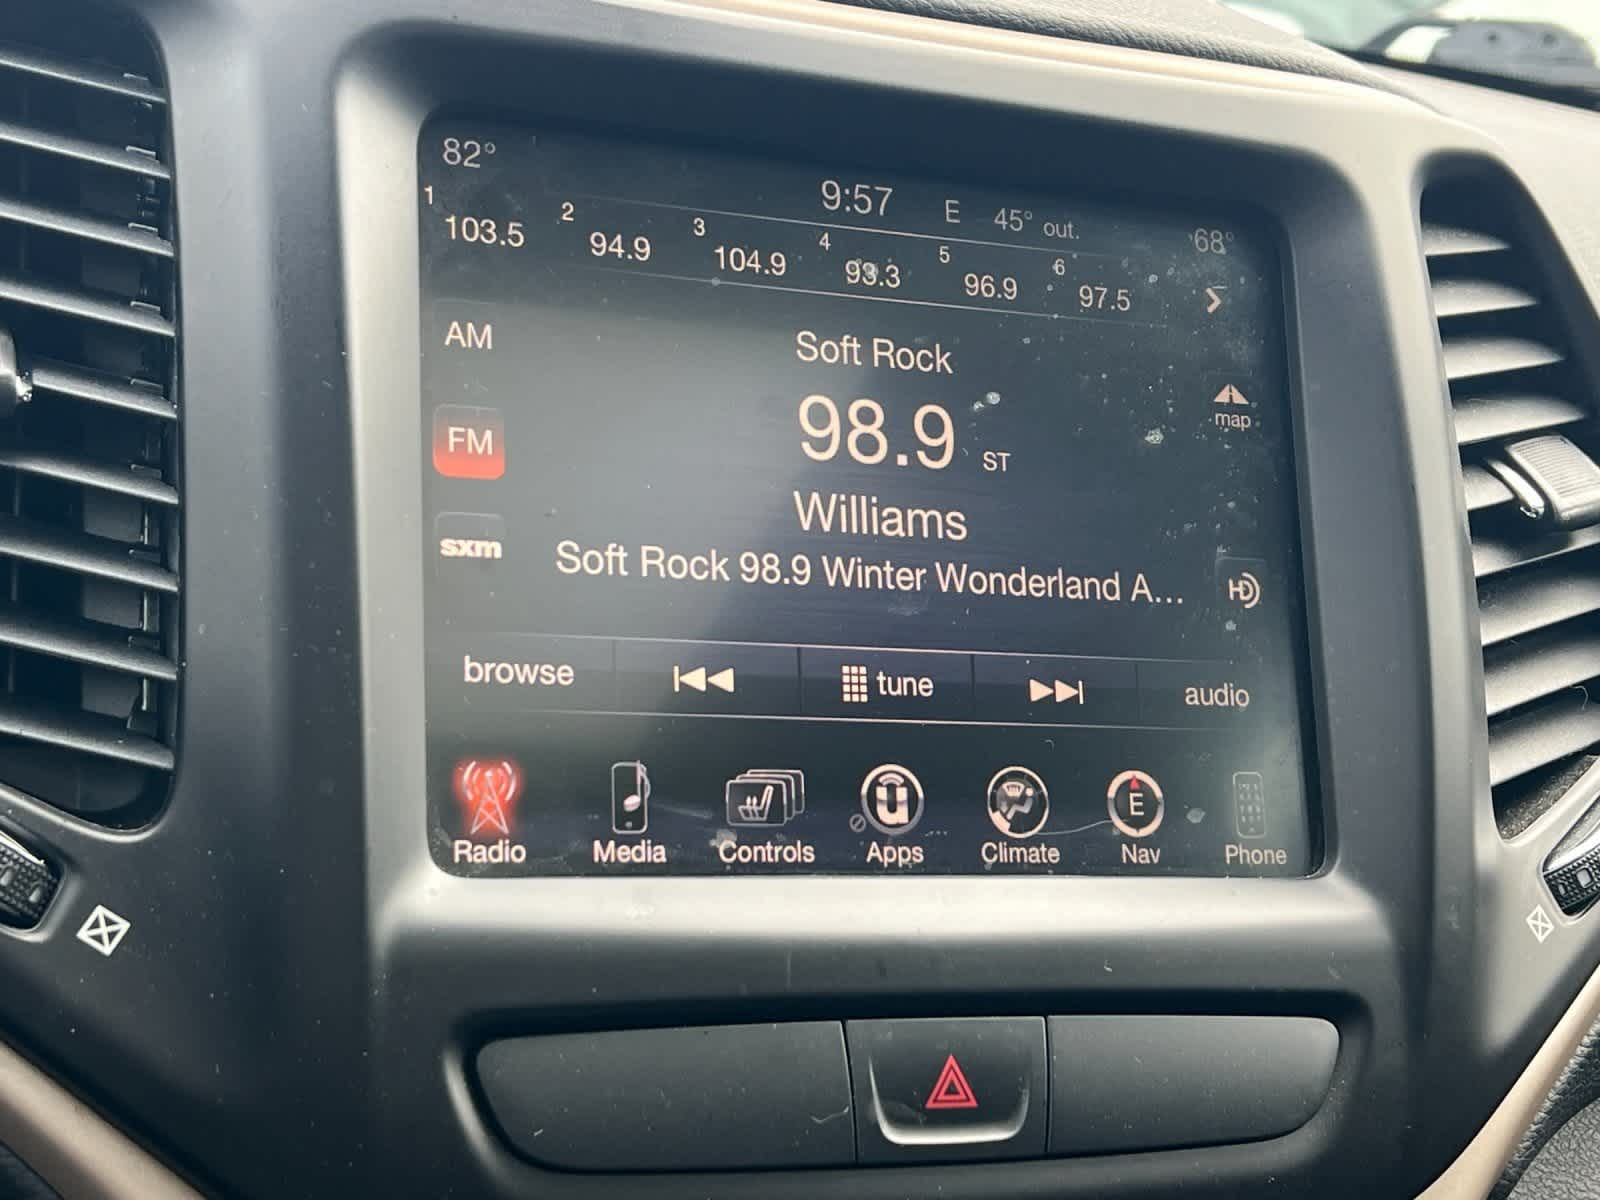 82° 9:57 E 45° out. 68°
1 103.5 2 94.9 3 104.9 4 93.3 5 96.9 6 97.5
AM
Soft Rock
map
FM
98.9 ST
Williams
sxm
Soft Rock 98.9 Winter Wonderland A...
HD
browse tune audio
E
Radio Media Controls Apps Climate Nav Phone